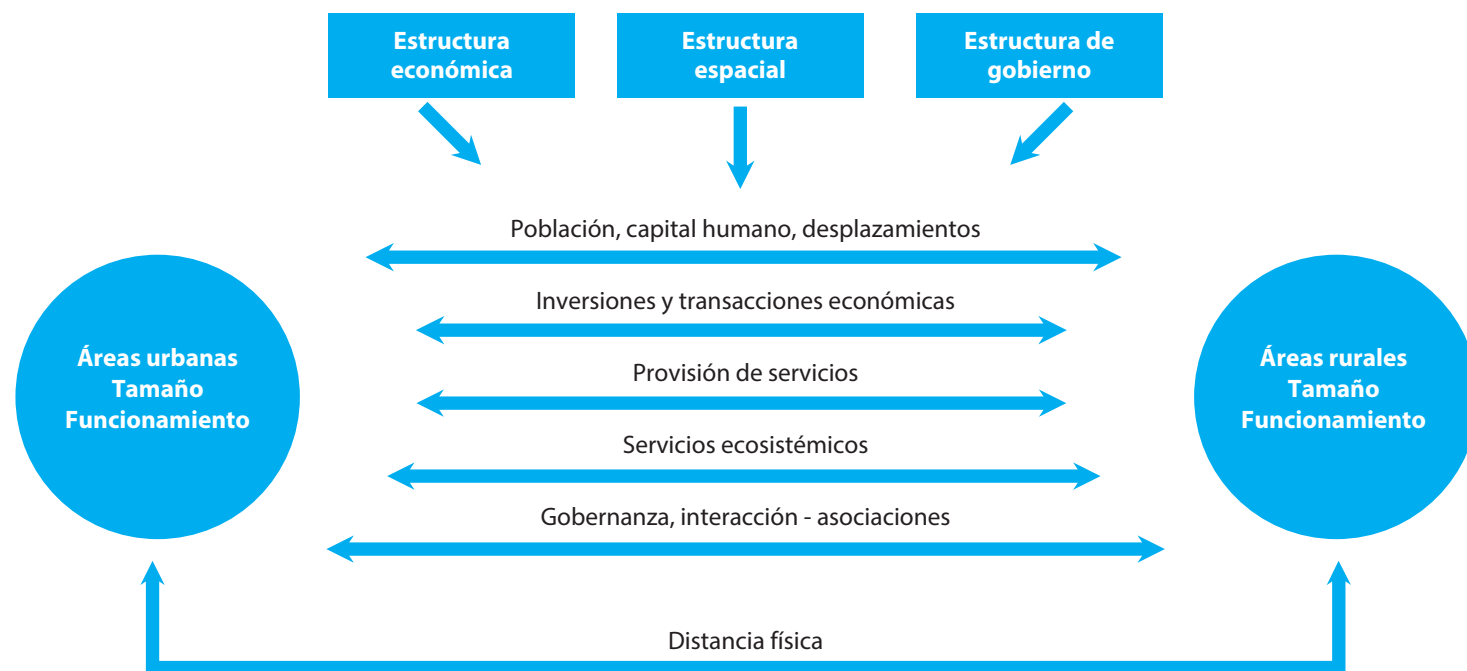 Estructura
económica
Estructura
espacial
Estructura de
gobierno
Población, capital humano, desplazamientos
Inversiones y transacciones económicas
Provisión de servicios
Servicios ecosistémicos
Gobernanza, interacción - asociaciones
Áreas urbanas
Tamaño
Funcionamiento
Áreas rurales
Tamaño
Funcionamiento
Distancia física